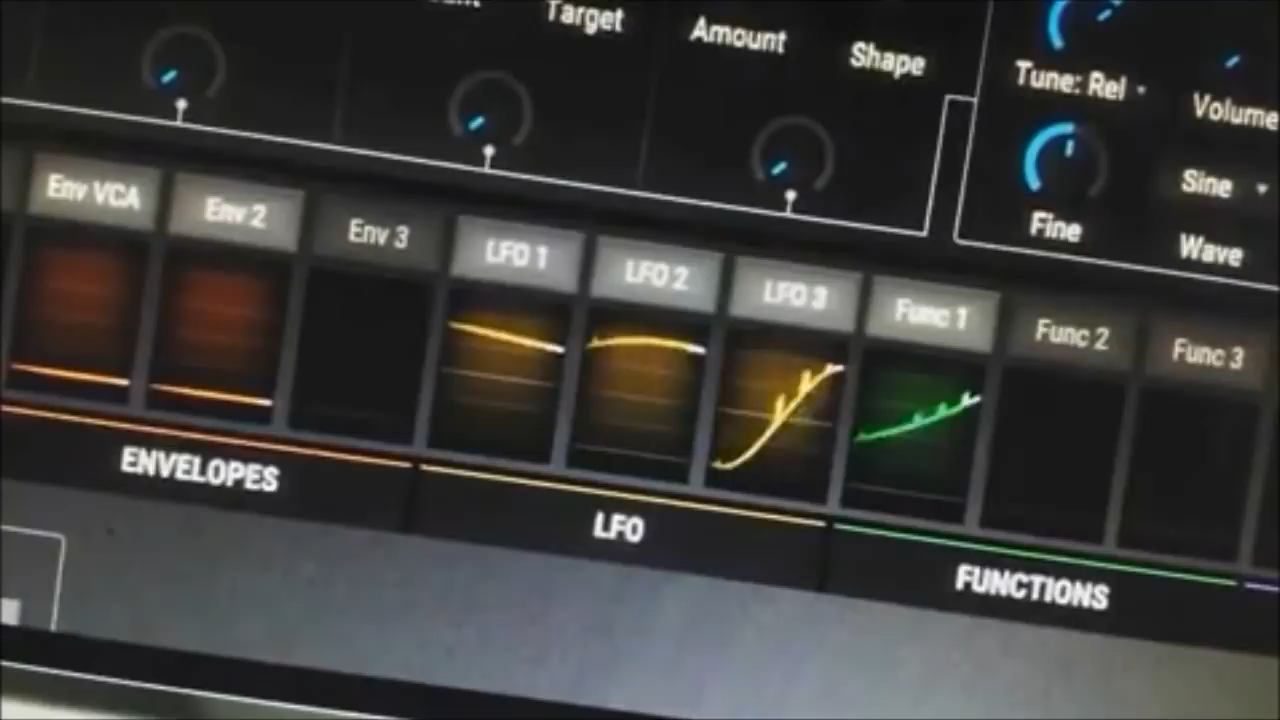 Target
Amount
Shape
Tune: Rel
Volume
Fine
Sine
Wave
Env VCA
Env 2
Env 3
LFO 1
LFO 2
LFO 3
Func 1
Func 2
Func 3
ENVELOPES
LFO
FUNCTIONS